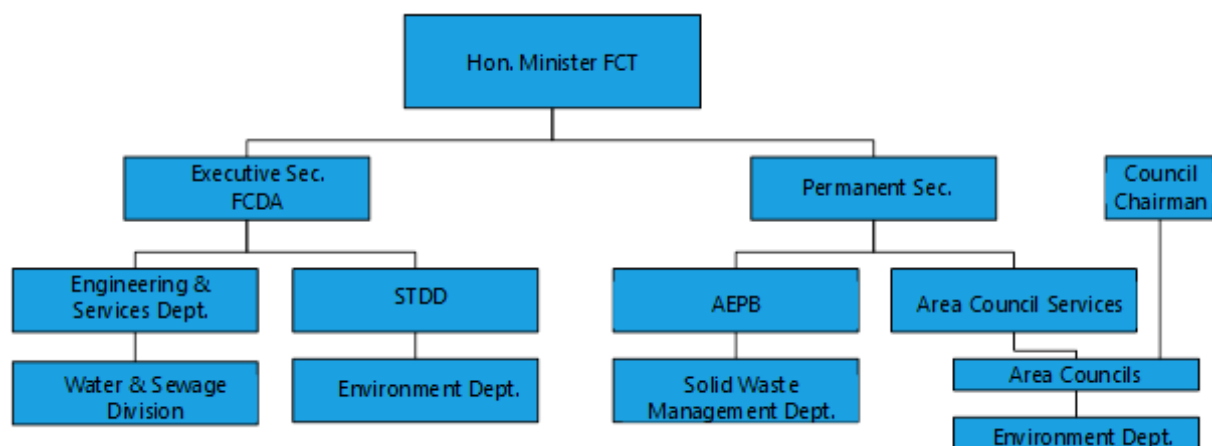 Hon. Minister FCT
Executive Sec.
FCDA
Permanent Sec.
Council
Chairman
Engineering &
Services Dept.
STDD
AEPB
Area Council Services
Water & Sewage
Division
Environment Dept.
Solid Waste
Management Dept.
Area Councils
Environment Dept.